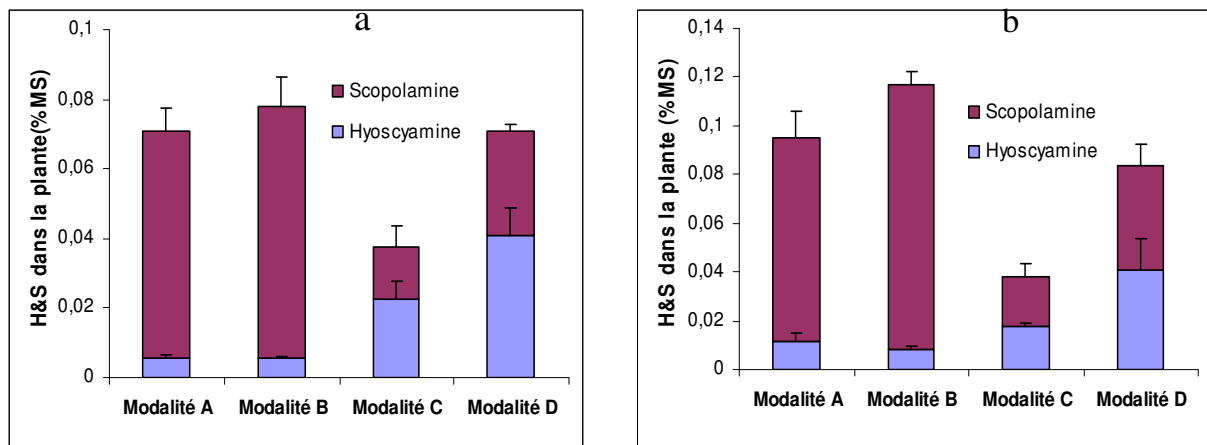 a
H&S dans la plante(%MS)
0,1
0,08
0,06
0,04
0,02
0
Scopolamine
Hyoscyamine
Modalité A Modalité B Modalité C Modalité D
b
H&S dans la plante (%MS)
0,14
0,12
0,1
0,08
0,06
0,04
0,02
0
Scopolamine
Hyoscyamine
Modalité A Modalité B Modalité C Modalité D